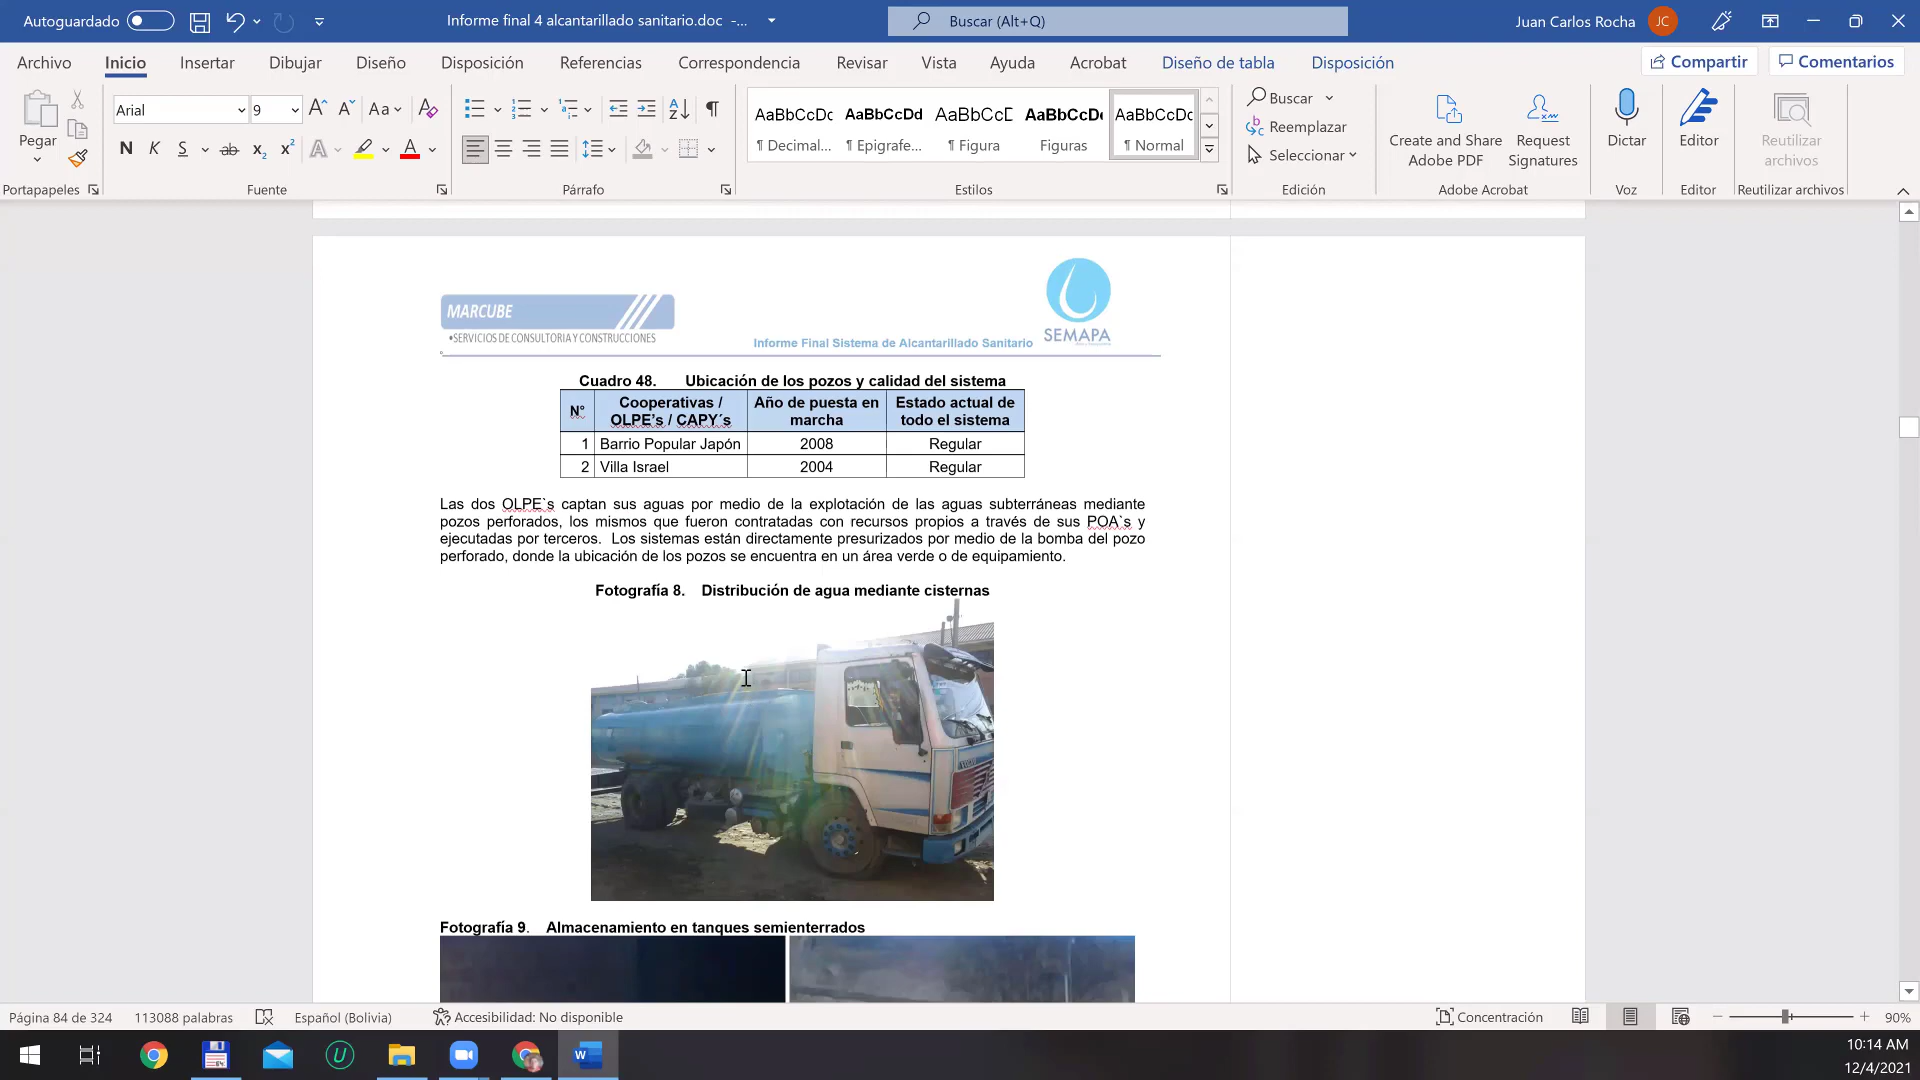 Autoguardado
Informe final 4 alcantarillado sanitario.doc -...
Buscar (Alt+Q)
Juan Carlos Rocha
JC
Archivo
Inicio
Insertar
Dibujar
Diseño
Disposición
Referencias
Correspondencia
Revisar
Vista
Ayuda
Acrobat
Diseño de tabla
Disposición
Compartir
Comentarios
Pegar
Portapapeles
Arial
9
Aa
N K S ab x₂ x²
Fuente
Párrafo
AaBbCcDc
¶ Decimal...
AaBbCcDd
¶ Epigrafe...
AaBbCcD
¶ Figura
AaBbCcDc
Figuras
AaBbCcDc
¶ Normal
Estilos
Buscar
Reemplazar
Seleccionar
Edición
Create and Share
Adobe PDF
Request
Signatures
Adobe Acrobat
Dictar
Voz
Editor
Editor
Reutilizar
archivos
Reutilizar archivos
MARCUBE
•SERVICIOS DE CONSULTORIA Y CONSTRUCCIONES
Informe Final Sistema de Alcantarillado Sanitario
SEMAPA
Cuadro 48. Ubicación de los pozos y calidad del sistema
N° Cooperativas / OLPE's / CAPY´s Año de puesta en marcha Estado actual de todo el sistema
1 Barrio Popular Japón 2008 Regular
2 Villa Israel 2004 Regular
Las dos OLPE`s captan sus aguas por medio de la explotación de las aguas subterráneas mediante
pozos perforados, los mismos que fueron contratadas con recursos propios a través de sus POA`s y
ejecutadas por terceros. Los sistemas están directamente presurizados por medio de la bomba del pozo
perforado, donde la ubicación de los pozos se encuentra en un área verde o de equipamiento.
Fotografía 8. Distribución de agua mediante cisternas
Fotografía 9. Almacenamiento en tanques semienterrados
Página 84 de 324
113088 palabras
Español (Bolivia)
Accesibilidad: No disponible
Concentración
90%
10:14 AM
12/4/2021